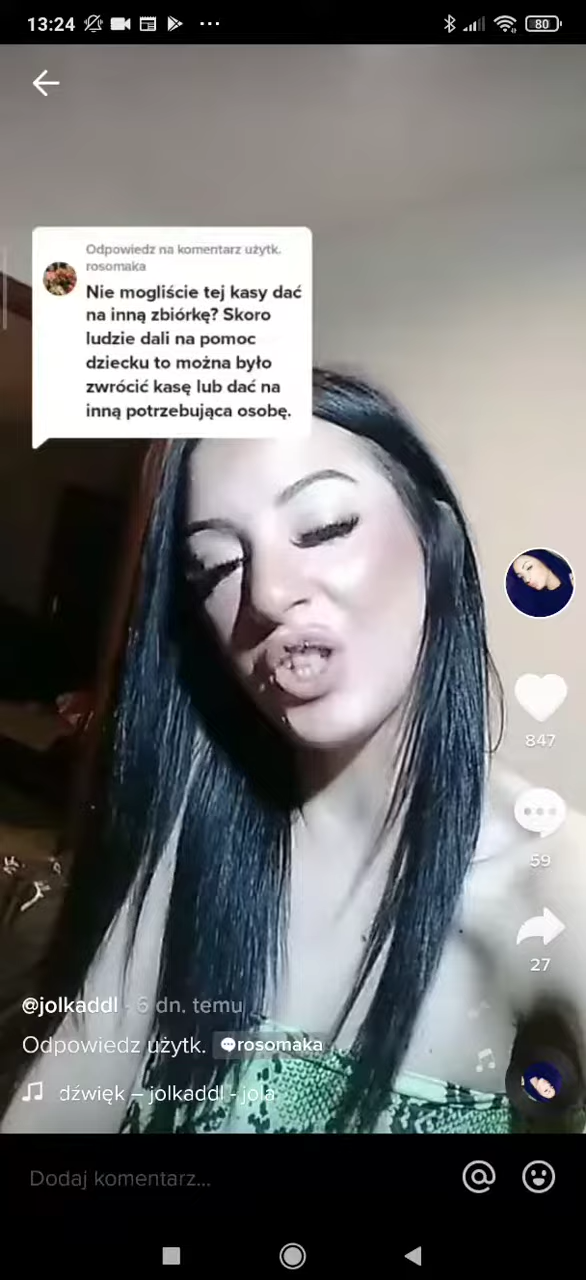 13:24
80
Odpowiedz na komentarz użytk.
rosomaka
Nie mogliście tej kasy dać
na inną zbiórkę? Skoro
ludzie dali na pomoc
dziecku to można było
zwrócić kasę lub dać na
inną potrzebująca osobę.
847
59
27
@jolkaddl - 6 dn. temu
Odpowiedz użytk. rosomaka
dźwięk – jolkaddl - jola
Dodaj komentarz...